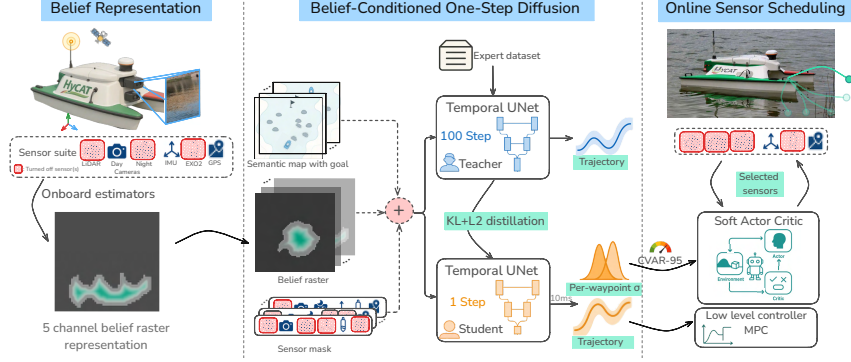 Belief Representation
Belief-Conditioned One-Step Diffusion
Online Sensor Scheduling
HyCAT
Sensor suite
LiDAR
Day
Night
Cameras
IMU
EXO2
GPS
Turned off sensor(s)
Onboard estimators
5 channel belief raster
representation
Semantic map with goal
Belief raster
Sensor mask
+
Expert dataset
Temporal UNet
100 Step
Teacher
Trajectory
KL+L2 distillation
Temporal UNet
1 Step
Student
10ms
Per-waypoint σ
Trajectory
CVAR-95
Selected
sensors
Soft Actor Critic
Actor
Environment
Critic
Low level controller
MPC